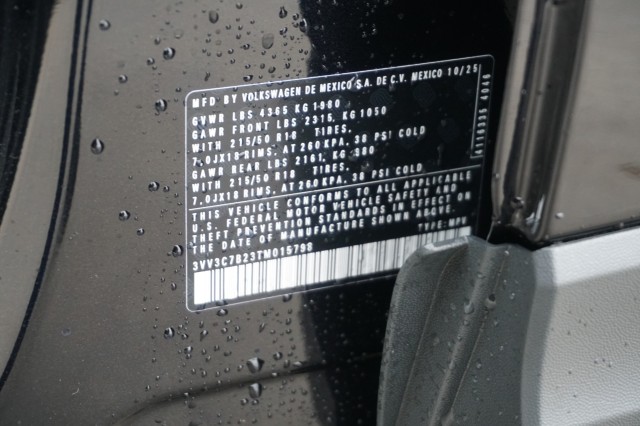 MFD BY VOLKSWAGEN DE MEXICO S.A. DE C.V. MEXICO 10/25
GVWR LBS 4365 KG 1980
GAWR FRONT LBS 2315, KG 1050
WITH 215/50 R18 TIRES,
7.0JX18 RIMS, AT 260 KPA, 38 PSI COLD
GAWR REAR LBS 2161, KG 980
WITH 215/50 R18 TIRES,
7.0JX18 RIMS, AT 260 KPA, 38 PSI COLD
THIS VEHICLE CONFORMS TO ALL APPLICABLE
U.S. FEDERAL MOTOR VEHICLE SAFETY AND
THEFT PREVENTION STANDARDS IN EFFECT ON
THE DATE OF MANUFACTURE SHOWN ABOVE.
TYPE:
3VV3C7B23TM015798